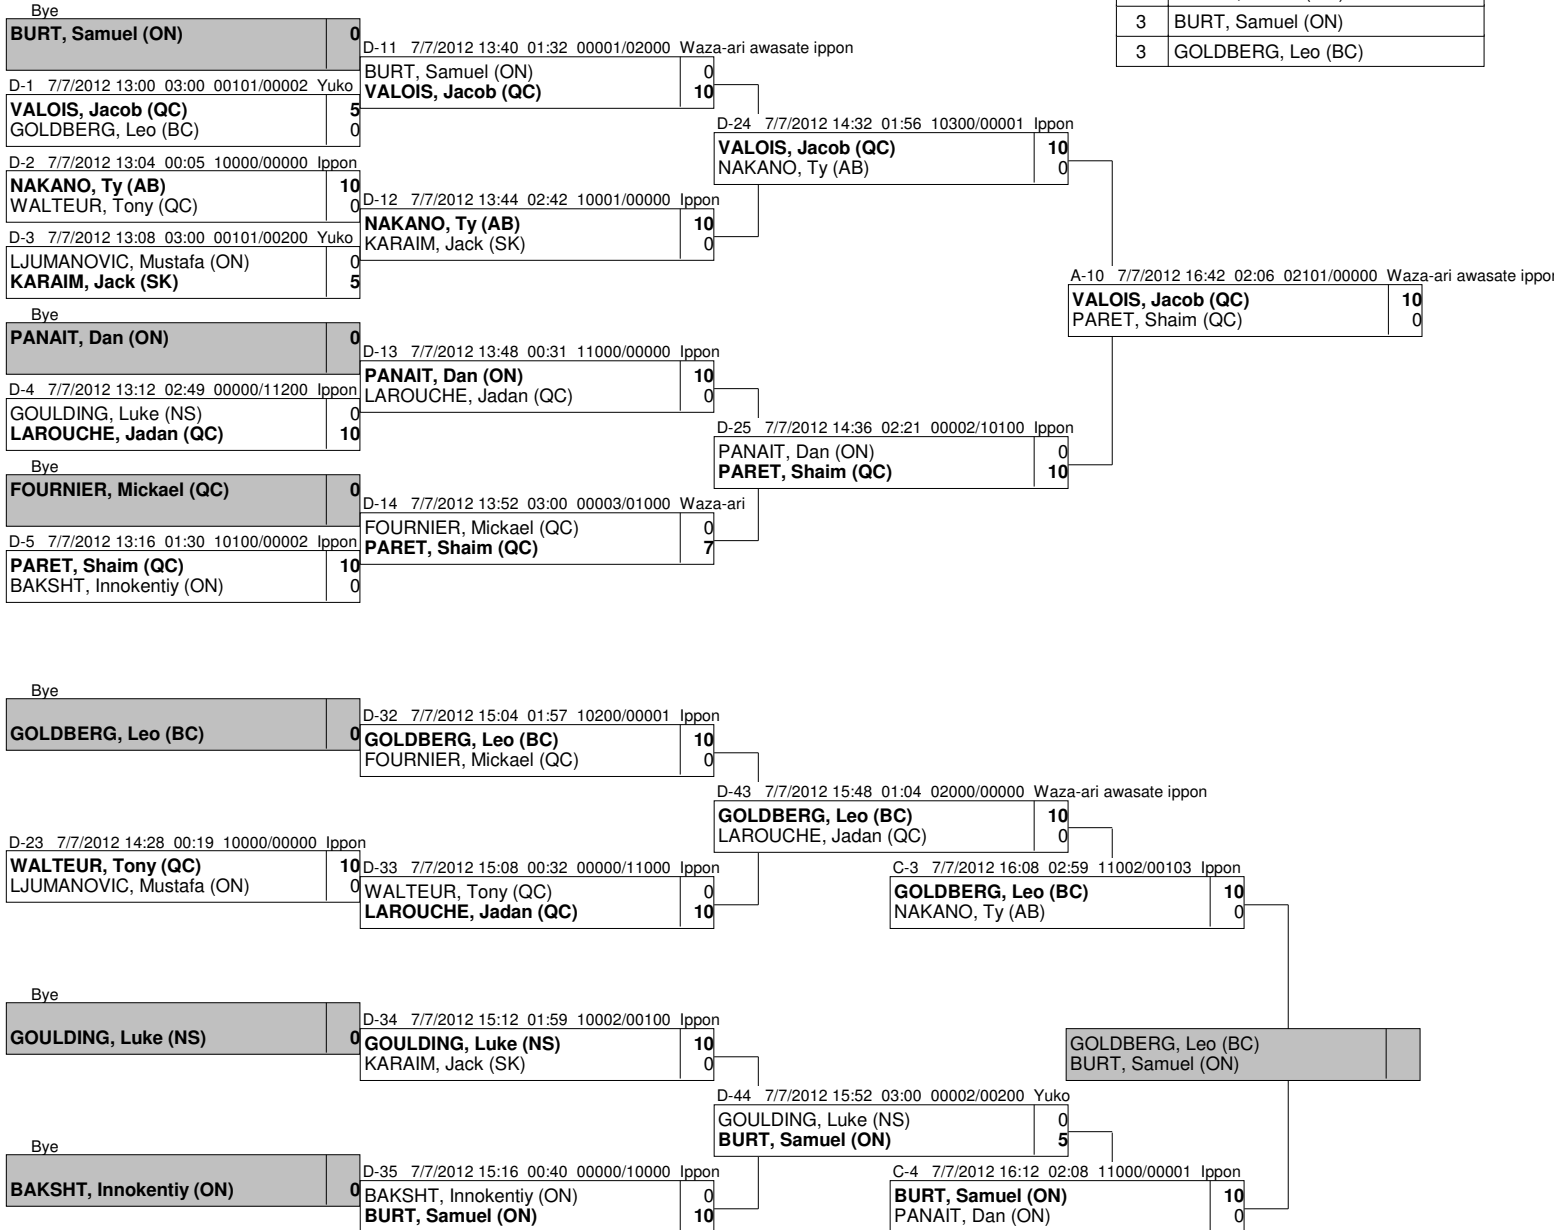 3 BURT, Samuel (ON)
3 GOLDBERG, Leo (BC)
Bye
BURT, Samuel (ON) 0
D-1 7/7/2012 13:00 03:00 00101/00002 Yuko
VALOIS, Jacob (QC) 5
GOLDBERG, Leo (BC) 0
D-2 7/7/2012 13:04 00:05 10000/00000 Ippon
NAKANO, Ty (AB) 10
WALTEUR, Tony (QC) 0
D-3 7/7/2012 13:08 03:00 00101/00200 Yuko
LJUMANOVIC, Mustafa (ON) 0
KARAIM, Jack (SK) 5
Bye
PANAIT, Dan (ON) 0
D-4 7/7/2012 13:12 02:49 00000/11200 Ippon
GOULDING, Luke (NS) 0
LAROUCHE, Jadan (QC) 10
Bye
FOURNIER, Mickael (QC) 0
D-5 7/7/2012 13:16 01:30 10100/00002 Ippon
PARET, Shaim (QC) 10
BAKSHT, Innokentiy (ON) 0
D-11 7/7/2012 13:40 01:32 00001/02000 Waza-ari awasate ippon
BURT, Samuel (ON) 0
VALOIS, Jacob (QC) 10
D-12 7/7/2012 13:44 02:42 10001/00000 Ippon
NAKANO, Ty (AB) 10
KARAIM, Jack (SK) 0
D-13 7/7/2012 13:48 00:31 11000/00000 Ippon
PANAIT, Dan (ON) 10
LAROUCHE, Jadan (QC) 0
D-14 7/7/2012 13:52 03:00 00003/01000 Waza-ari
FOURNIER, Mickael (QC) 0
PARET, Shaim (QC) 7
D-24 7/7/2012 14:32 01:56 10300/00001 Ippon
VALOIS, Jacob (QC) 10
NAKANO, Ty (AB) 0
D-25 7/7/2012 14:36 02:21 00002/10100 Ippon
PANAIT, Dan (ON) 0
PARET, Shaim (QC) 10
A-10 7/7/2012 16:42 02:06 02101/00000 Waza-ari awasate ippon
VALOIS, Jacob (QC) 10
PARET, Shaim (QC) 0
Bye
GOLDBERG, Leo (BC) 0
D-23 7/7/2012 14:28 00:19 10000/00000 Ippon
WALTEUR, Tony (QC) 10
LJUMANOVIC, Mustafa (ON) 0
Bye
GOULDING, Luke (NS) 0
Bye
BAKSHT, Innokentiy (ON) 0
D-32 7/7/2012 15:04 01:57 10200/00001 Ippon
GOLDBERG, Leo (BC) 10
FOURNIER, Mickael (QC) 0
D-33 7/7/2012 15:08 00:32 00000/11000 Ippon
WALTEUR, Tony (QC) 0
LAROUCHE, Jadan (QC) 10
D-34 7/7/2012 15:12 01:59 10002/00100 Ippon
GOULDING, Luke (NS) 10
KARAIM, Jack (SK) 0
D-35 7/7/2012 15:16 00:40 00000/10000 Ippon
BAKSHT, Innokentiy (ON) 0
BURT, Samuel (ON) 10
D-43 7/7/2012 15:48 01:04 02000/00000 Waza-ari awasate ippon
GOLDBERG, Leo (BC) 10
LAROUCHE, Jadan (QC) 0
D-44 7/7/2012 15:52 03:00 00002/00200 Yuko
GOULDING, Luke (NS) 0
BURT, Samuel (ON) 5
C-3 7/7/2012 16:08 02:59 11002/00103 Ippon
GOLDBERG, Leo (BC) 10
NAKANO, Ty (AB) 0
C-4 7/7/2012 16:12 02:08 11000/00001 Ippon
BURT, Samuel (ON) 10
PANAIT, Dan (ON) 0
GOLDBERG, Leo (BC)
BURT, Samuel (ON)